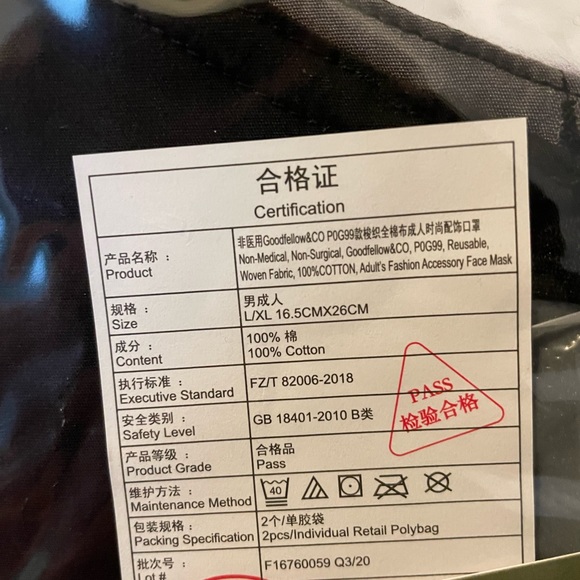 合格证
Certification
产品名称：
Product
非医用Goodfellow&CO P0G99款梭织全棉布成人时尚配饰口罩
Non-Medical, Non-Surgical, Goodfellow&CO, P0G99, Reusable,
Woven Fabric, 100%COTTON, Adult's Fashion Accessory Face Mask
规格：
Size
男成人
L/XL 16.5CMX26CM
成分：
Content
100% 棉
100% Cotton
执行标准：
Executive Standard
FZ/T 82006-2018
安全类别：
Safety Level
GB 18401-2010 B类
PASS
检验合格
产品等级：
Product Grade
合格品
Pass
维护方法：
Maintenance Method
40
包装规格：
Packing Specification
2个/单胶袋
2pcs/Individual Retail Polybag
批次号：
Lot #
F16760059 Q3/20